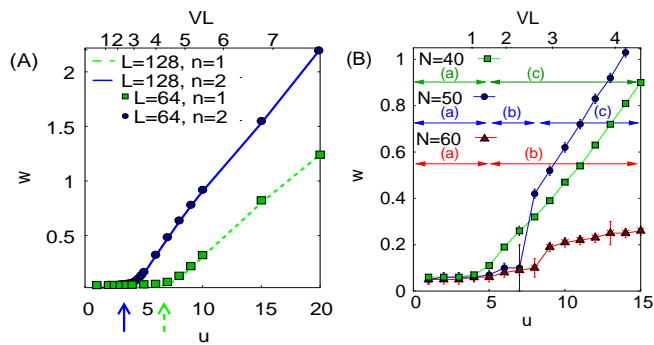 VL
1 2 3 4 5 6 7
(A)
L=128, n=1
L=128, n=2
L=64, n=1
L=64, n=2
2
1.5
1
0.5
w
0 5 10 15 20
u
VL
1 2 3 4
(B)
N=40
(a) (c)
N=50
(a) (b) (c)
N=60
(a) (b)
1
0.8
0.6
0.4
0.2
0
w
0 5 10 15
u